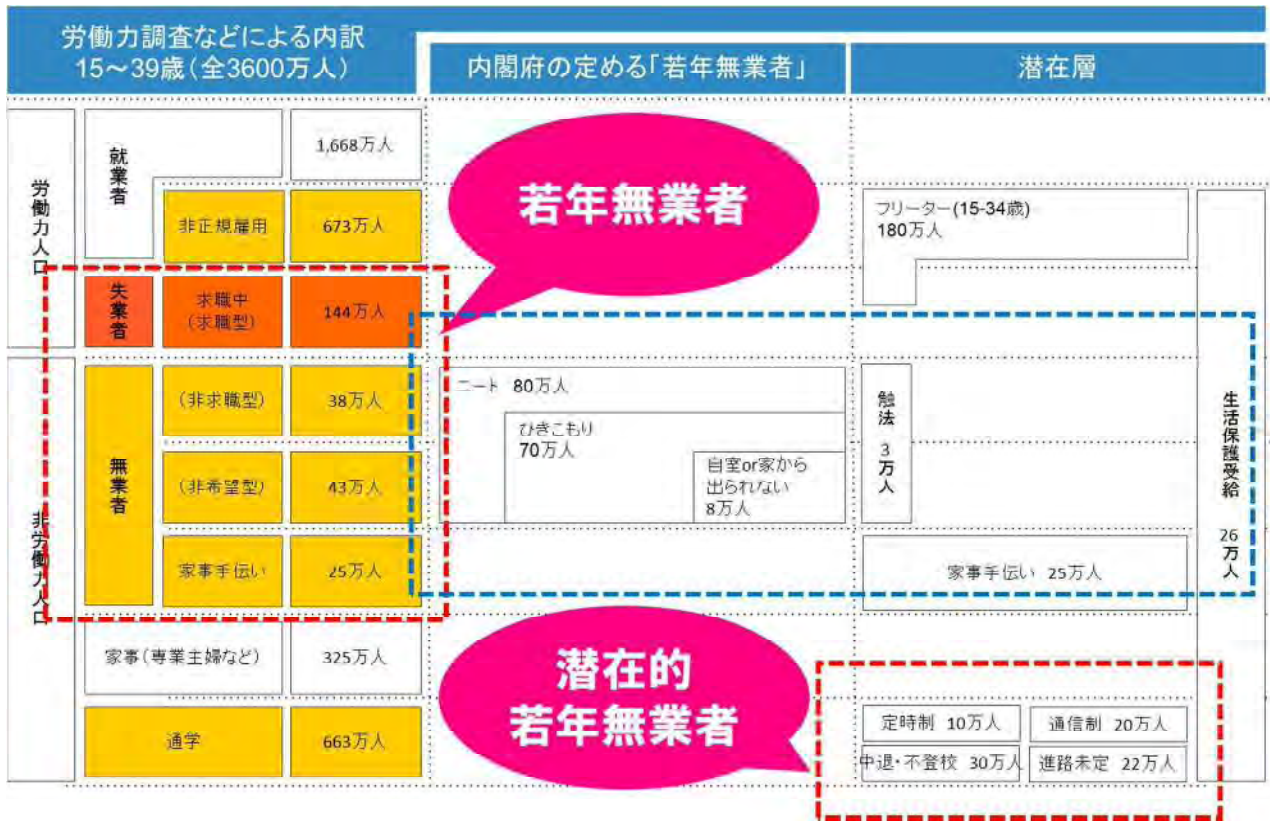 労働力調査などによる内訳
15～39歳(全3600万人)
内閣府の定める「若年無業者」
潜在層
労働力人口
就業者
1,668万人
非正規雇用
673万人
失業者
求職中
(求職型)
144万人
若年無業者
フリーター(15-34歳)
180万人
非労働力人口
無業者
(非求職型)
38万人
(非希望型)
43万人
家事手伝い
25万人
ニート 80万人
ひきこもり
70万人
自室or家から
出られない
8万人
触法 3万人
家事手伝い 25万人
生活保護受給 26万人
家事(専業主婦など)
325万人
通学
663万人
潜在的
若年無業者
定時制 10万人
通信制 20万人
中退・不登校 30万人
進路未定 22万人